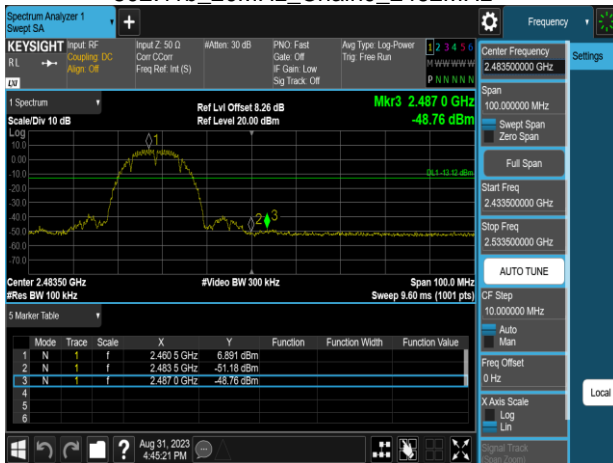 Spectrum Analyzer 1
Swept SA
+
Frequency
KEYSIGHT
RL
LXI
Input: RF
Coupling: DC
Align: Off
Input Z: 50 Ω
Corr CCorr
Freq Ref: Int (S)
#Atten: 30 dB
PNO: Fast
Gate: Off
IF Gain: Low
Sig Track: Off
Avg Type: Log-Power
Trig: Free Run
1 2 3 4 5 6
M W W W W W
P N N N N N
Center Frequency
2.483500000 GHz
Settings
Span
100.000000 MHz
Swept Span
Zero Span
Full Span
Start Freq
2.433500000 GHz
Stop Freq
2.533500000 GHz
AUTO TUNE
CF Step
10.000000 MHz
Auto
Man
Freq Offset
0 Hz
Local
X Axis Scale
Log
Lin
Signal Track
(Span Zoom)
1 Spectrum
Scale/Div 10 dB
Ref Lvl Offset 8.26 dB
Ref Level 20.00 dBm
Mkr3 2.487 0 GHz
-48.76 dBm
Log
10.0
0.00
-10.0
-20.0
-30.0
-40.0
-50.0
-60.0
-70.0
1
2
3
DL1 -13.12 dBm
Center 2.48350 GHz
#Res BW 100 kHz
#Video BW 300 kHz
Span 100.0 MHz
Sweep 9.60 ms (1001 pts)
5 Marker Table
Mode Trace Scale X Y Function Function Width Function Value
1 N 1 f 2.460 5 GHz 6.891 dBm
2 N 1 f 2.483 5 GHz -51.18 dBm
3 N 1 f 2.487 0 GHz -48.76 dBm
4
5
6
?
Aug 31, 2023
4:45:21 PM